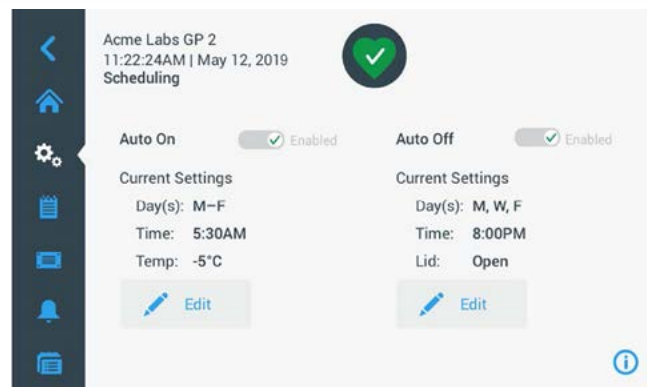 Acme Labs GP 2
11:22:24AM | May 12, 2019
Scheduling
Auto On
Enabled
Current Settings
Day(s): M–F
Time: 5:30AM
Temp: -5°C
Edit
Auto Off
Enabled
Current Settings
Day(s): M, W, F
Time: 8:00PM
Lid: Open
Edit